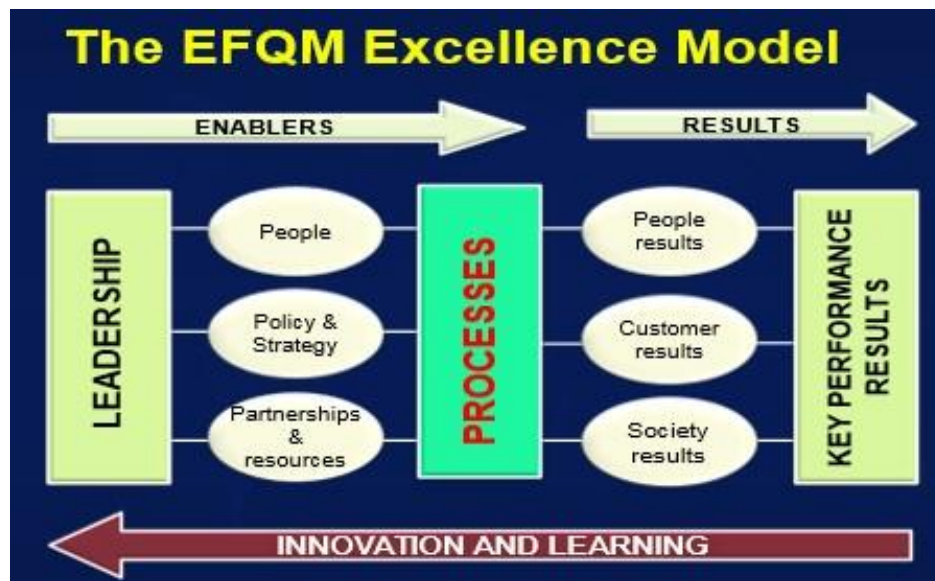 The EFQM Excellence Model
ENABLERS
RESULTS
LEADERSHIP
People
Policy &
Strategy
Partnerships
&
resources
PROCESSES
People
results
Customer
results
Society
results
KEY PERFORMANCE
RESULTS
INNOVATION AND LEARNING